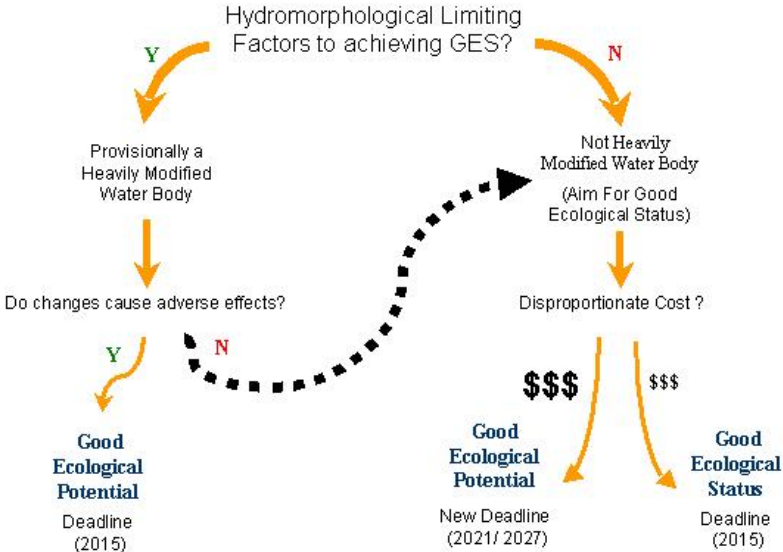 Hydromorphological Limiting
Factors to achieving GES?
Y
N
Provisionally a
Heavily Modified
Water Body
Not Heavily
Modified Water Body
(Aim For Good
Ecological Status)
Do changes cause adverse effects?
Disproportionate Cost ?
Y
N
$$$
$$$
Good
Ecological
Potential
Deadline
(2015)
Good
Ecological
Potential
New Deadline
(2021/ 2027)
Good
Ecological
Status
Deadline
(2015)